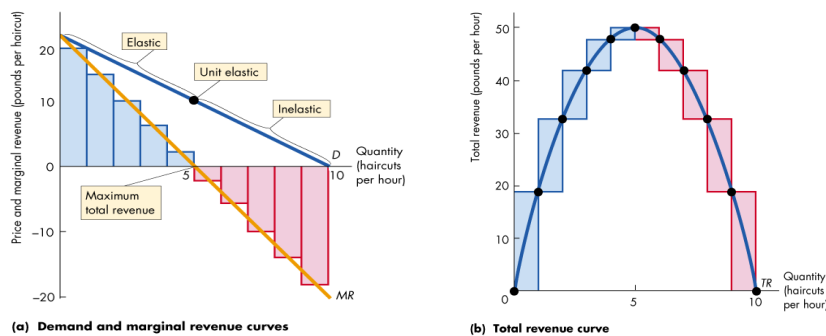 Price and marginal revenue (pounds per haircut)
20
10
0
–10
–20
Elastic
Unit elastic
Inelastic
D
Quantity
(haircuts
per hour)
5
10
Maximum
total revenue
MR
(a) Demand and marginal revenue curves
Total revenue (pounds per hour)
50
40
30
20
10
0
5
10
TR
Quantity
(haircuts
per hour)
(b) Total revenue curve